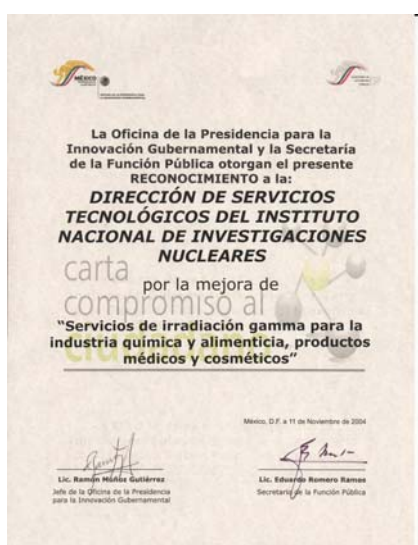 MÉXICO
La Oficina de la Presidencia para la
Innovación Gubernamental y la Secretaría
de la Función Pública otorgan el presente
RECONOCIMIENTO a la:
DIRECCIÓN DE SERVICIOS
TECNOLÓGICOS DEL INSTITUTO
NACIONAL DE INVESTIGACIONES
NUCLEARES
carta
por la mejora de
compromiso al
“Servicios de irradiación gamma para la
industria química y alimenticia, productos
médicos y cosméticos”
México, D.F. a 11 de Noviembre de 2004
Lic. Ramón Muñoz Gutiérrez
Jefe de la Oficina de la Presidencia
para la Innovación Gubernamental
Lic. Eduardo Romero Ramos
Secretaría de la Función Pública